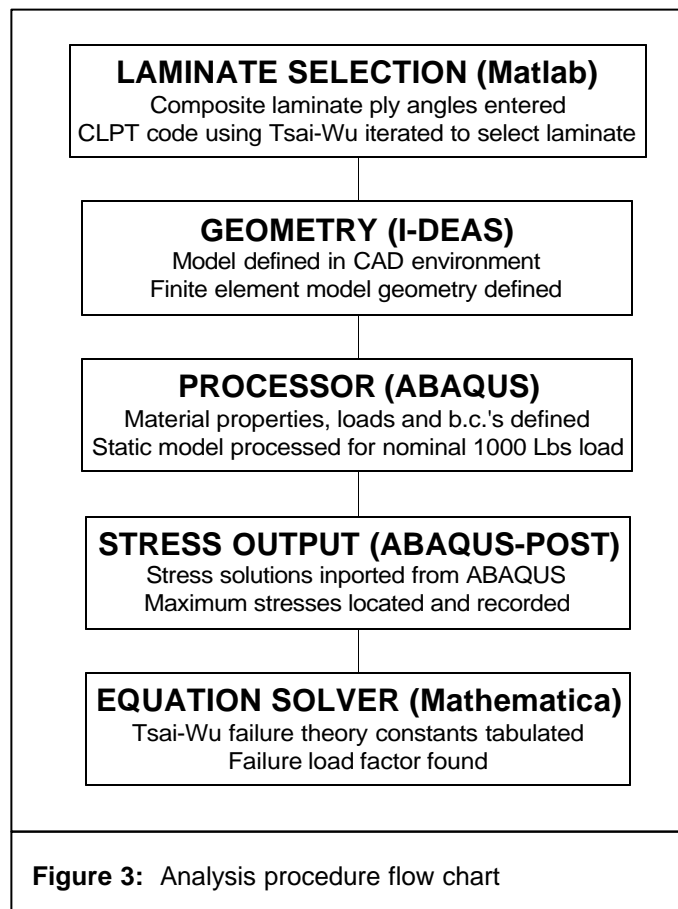 LAMINATE SELECTION (Matlab)
Composite laminate ply angles entered
CLPT code using Tsai-Wu iterated to select laminate
GEOMETRY (I-DEAS)
Model defined in CAD environment
Finite element model geometry defined
PROCESSOR (ABAQUS)
Material properties, loads and b.c.'s defined
Static model processed for nominal 1000 Lbs load
STRESS OUTPUT (ABAQUS-POST)
Stress solutions inported from ABAQUS
Maximum stresses located and recorded
EQUATION SOLVER (Mathematica)
Tsai-Wu failure theory constants tabulated
Failure load factor found
Figure 3: Analysis procedure flow chart